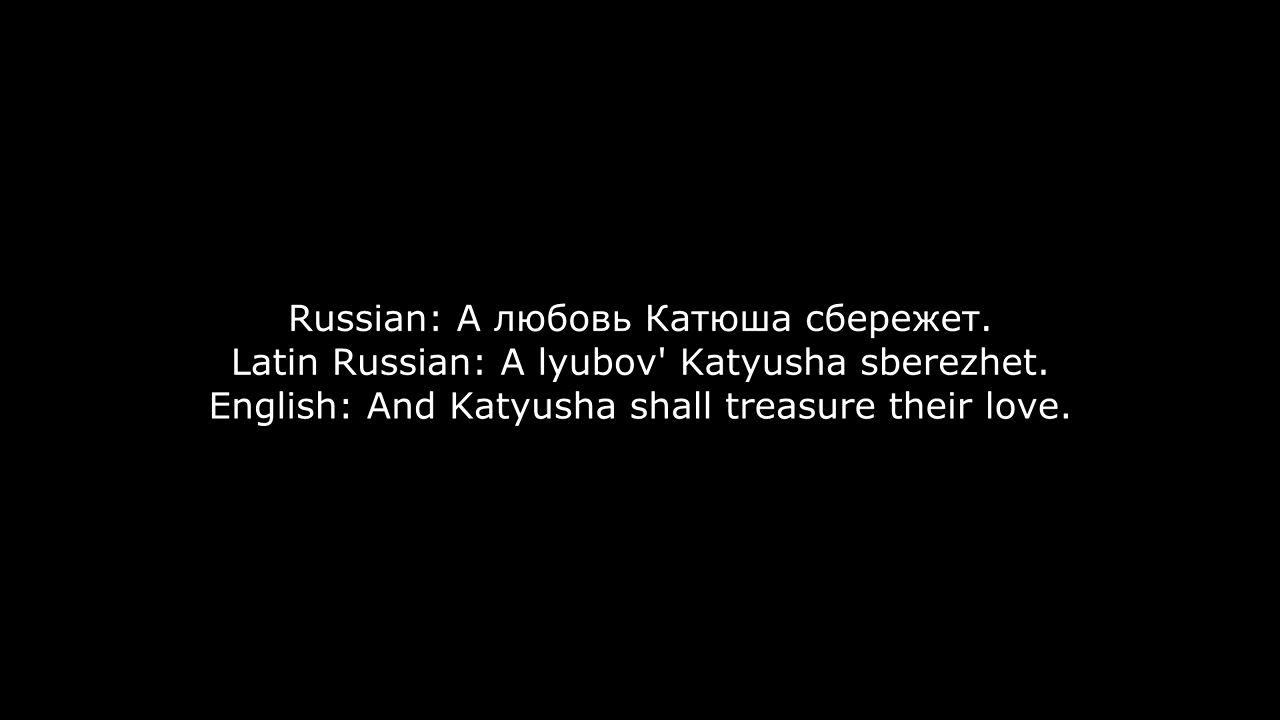 Russian: А любовь Катюша сбережет.
Latin Russian: A lyubov' Katyusha sberezhet.
English: And Katyusha shall treasure their love.